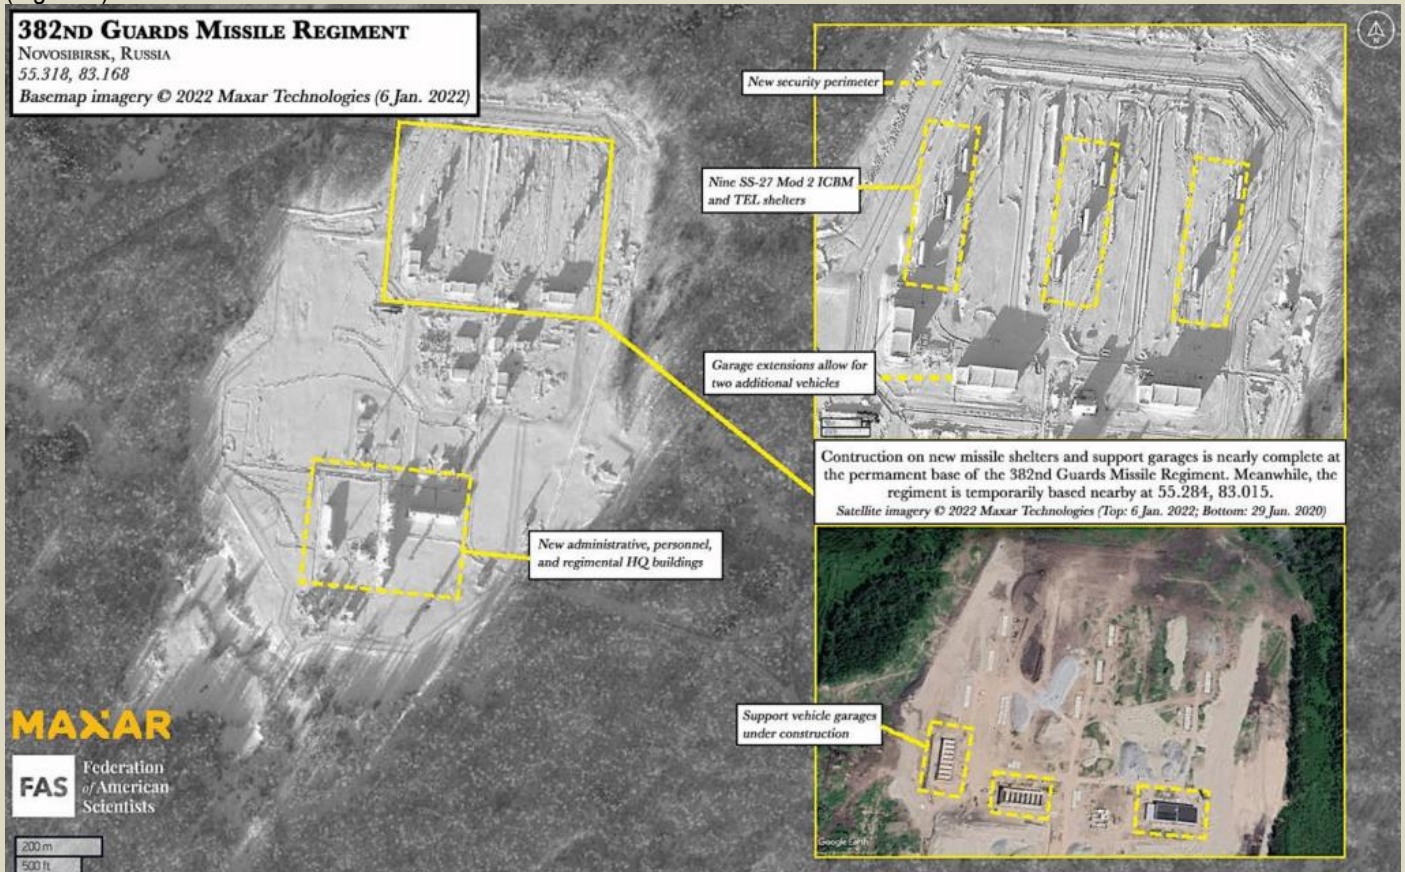 382ND GUARDS MISSILE REGIMENT
NOVOSIBIRSK, RUSSIA
55.318, 83.168
Basemap imagery © 2022 Maxar Technologies (6 Jan. 2022)
New security perimeter
Nine SS-27 Mod 2 ICBM
and TEL shelters
Garage extensions allow for
two additional vehicles
Contruction on new missile shelters and support garages is nearly complete at
the permament base of the 382nd Guards Missile Regiment. Meanwhile, the
regiment is temporarily based nearby at 55.284, 83.015.
Satellite imagery © 2022 Maxar Technologies (Top: 6 Jan. 2022; Bottom: 29 Jun. 2020)
New administrative, personnel,
and regimental HQ buildings
Support vehicle garages
under construction
Google Earth
MAXAR
FAS
Federation
of American
Scientists
200 m
500 ft
N